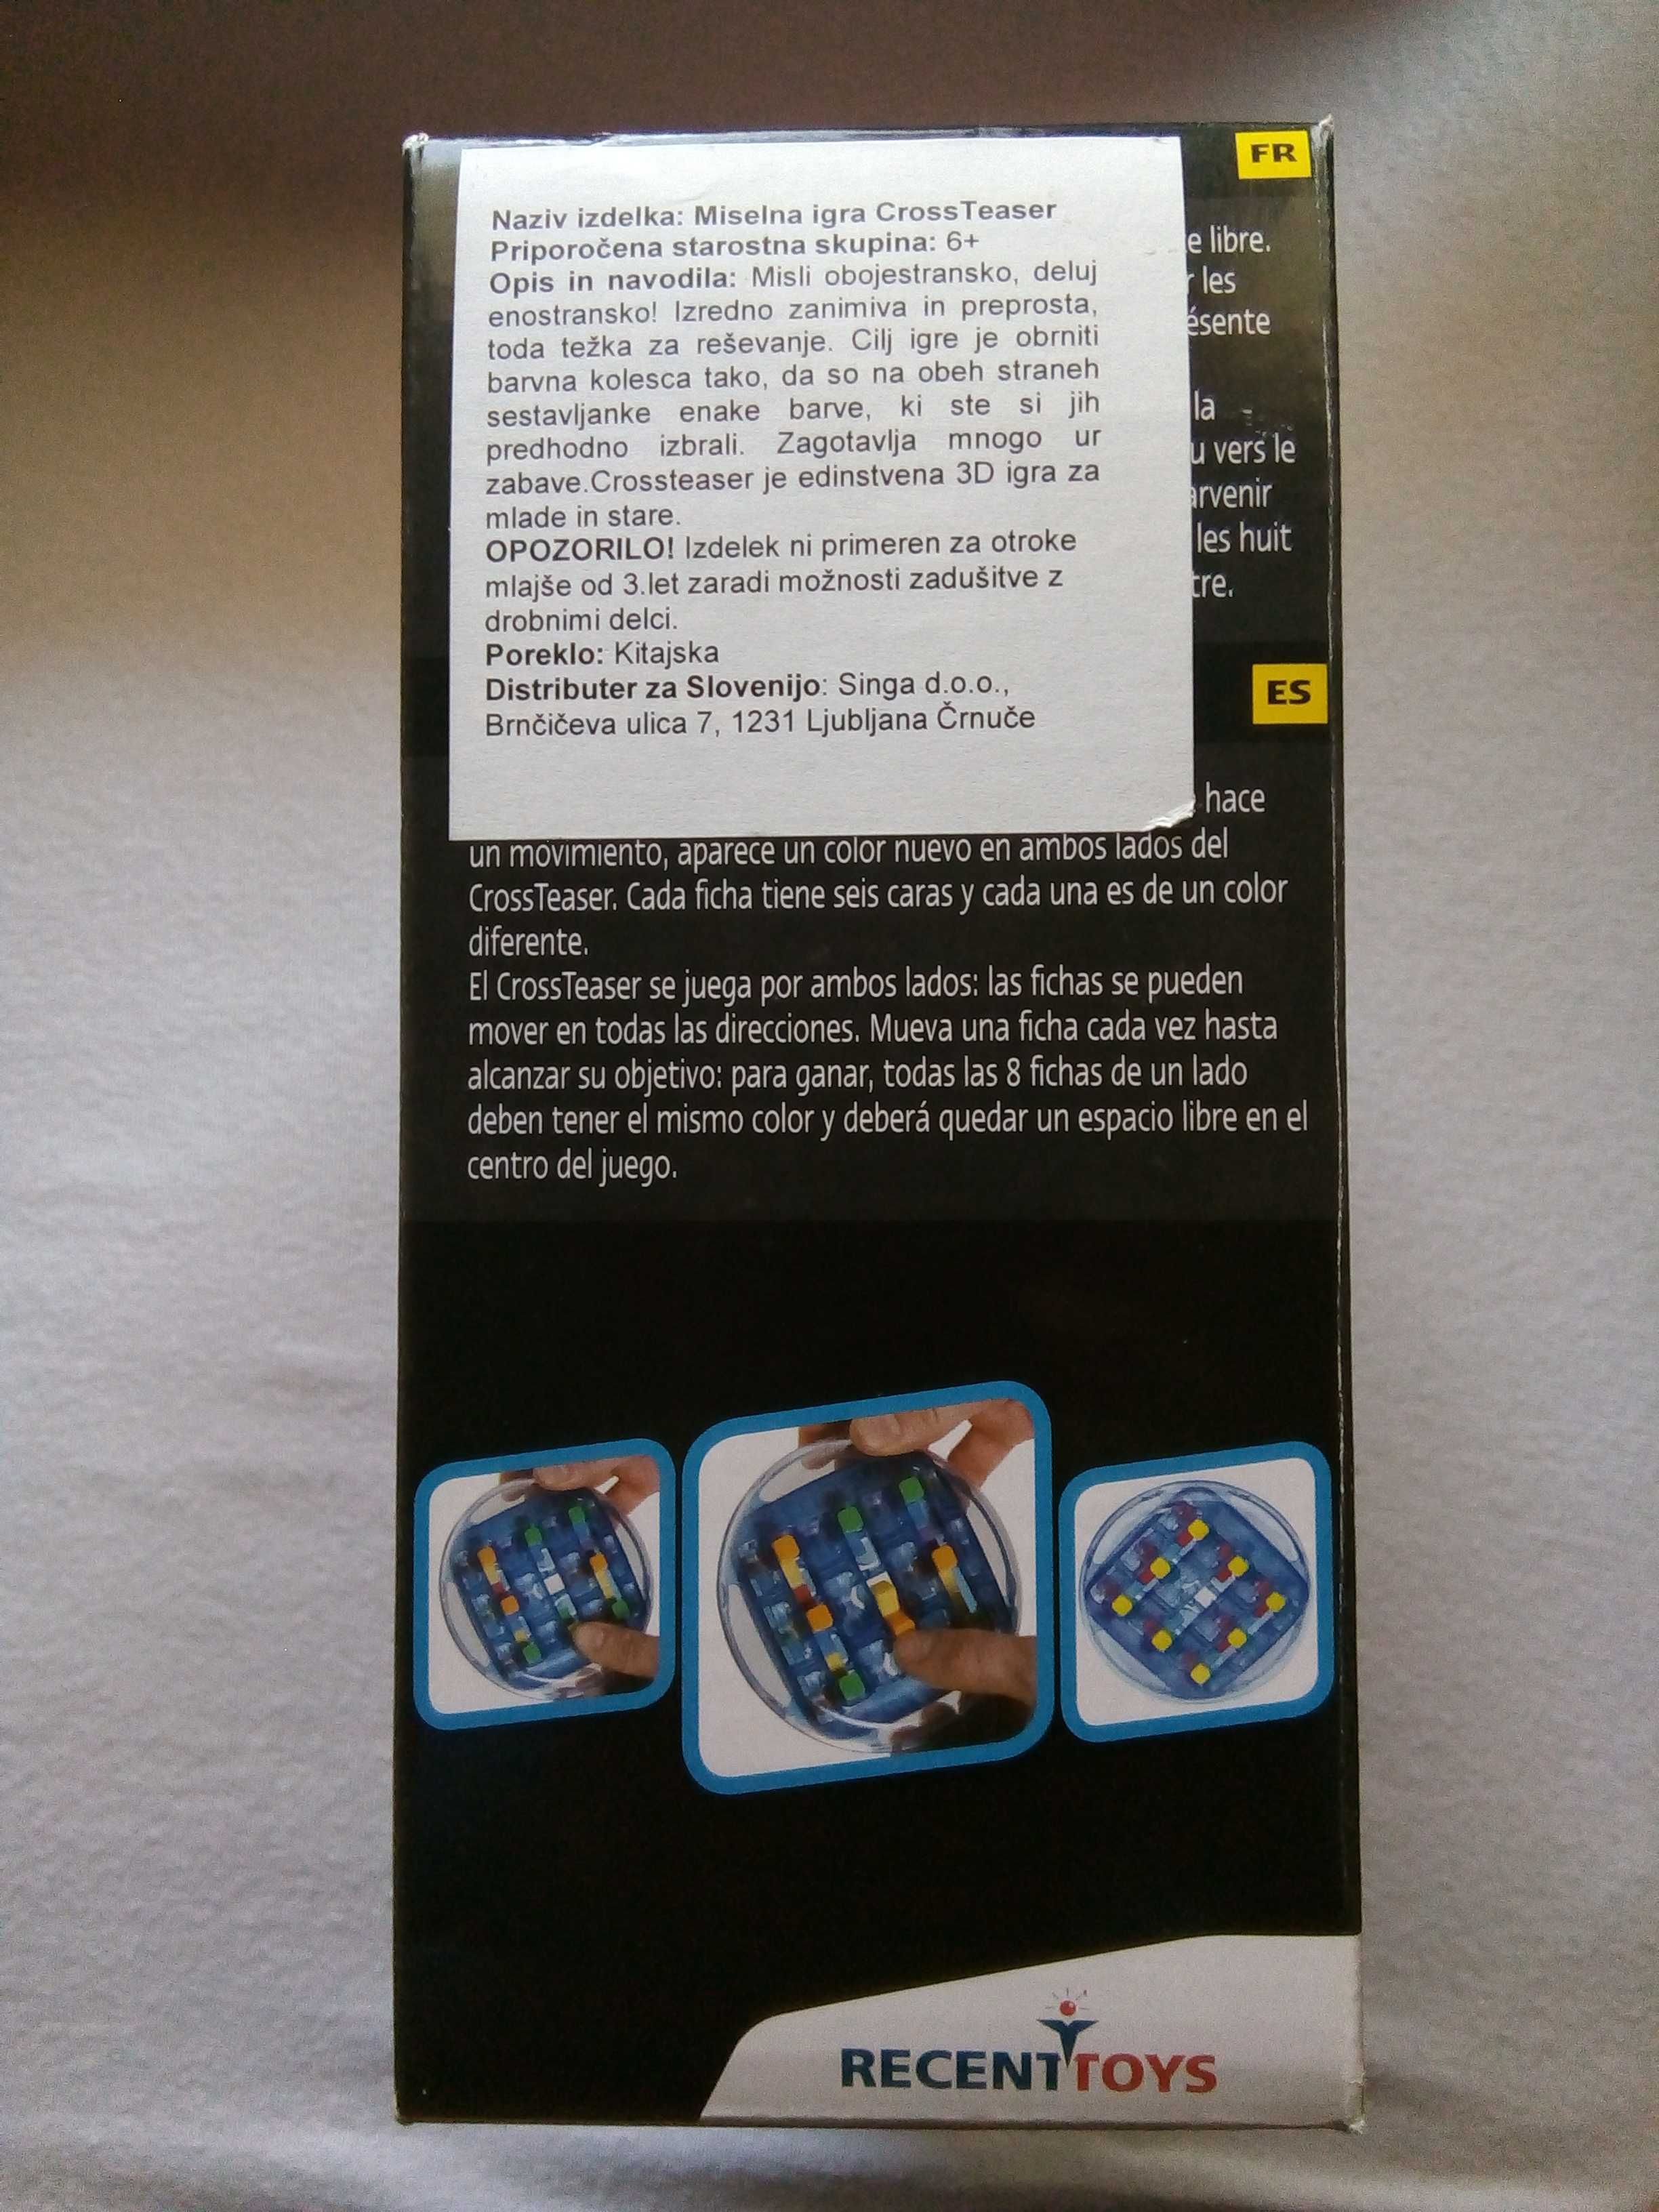 FR
Naziv izdelka: Miselna igra CrossTeaser
Priporočena starostna skupina: 6+
Opis in navodila: Misli obojestransko, deluj
enostransko! Izredno zanimiva in preprosta,
toda težka za reševanje. Cilj igre je obrniti
barvna kolesca tako, da so na obeh straneh
sestavljanke enake barve, ki ste si jih
predhodno izbrali. Zagotavlja mnogo ur
zabave.Crossteaser je edinstvena 3D igra za
mlade in stare.
OPOZORILO! Izdelek ni primeren za otroke
mlajše od 3.let zaradi možnosti zadušitve z
drobnimi delci.
Poreklo: Kitajska
Distributer za Slovenijo: Singa d.o.o.,
Brnčičeva ulica 7, 1231 Ljubljana Črnuče
libre.
les
la
vers le
les huit
ES
hace
un movimiento, aparece un color nuevo en ambos lados del
CrossTeaser. Cada ficha tiene seis caras y cada una es de un color
diferente.
El CrossTeaser se juega por ambos lados: las fichas se pueden
mover en todas las direcciones. Mueva una ficha cada vez hasta
alcanzar su objetivo: para ganar, todas las 8 fichas de un lado
deben tener el mismo color y deberá quedar un espacio libre en el
centro del juego.
RECENTTOYS